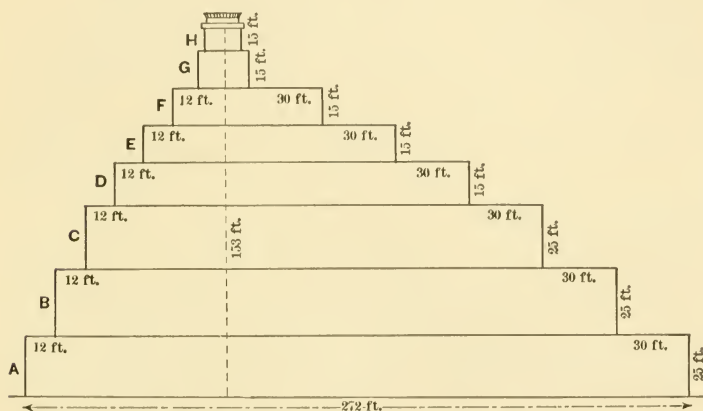 H 15 ft.
G 15 ft.
F 12 ft. 30 ft. 15 ft.
E 12 ft. 30 ft. 15 ft.
D 12 ft. 30 ft. 15 ft.
C 12 ft. 153 ft. 30 ft. 25 ft.
B 12 ft. 30 ft. 25 ft.
A 12 ft. 30 ft. 25 ft.
272 ft.